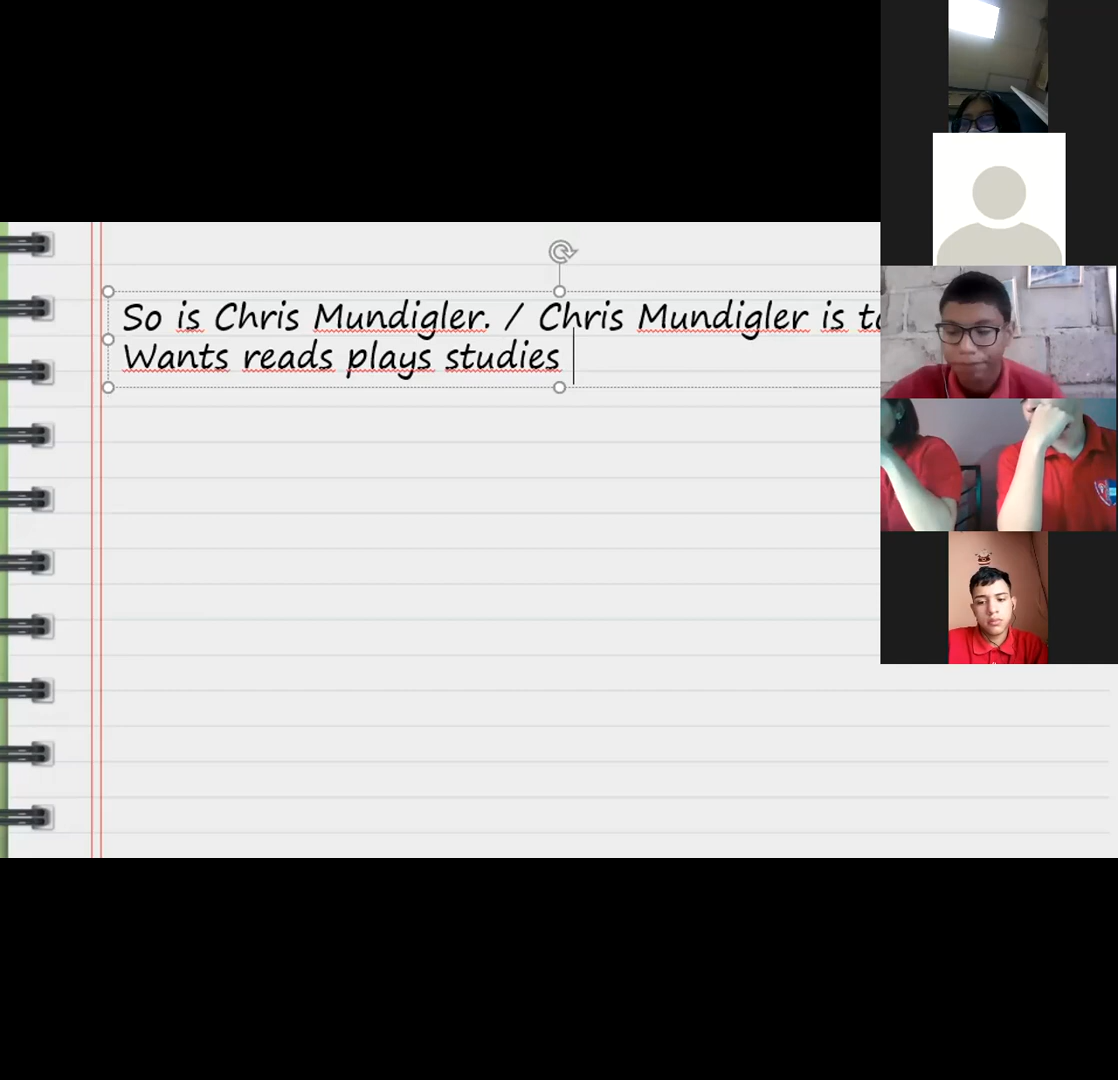 So is Chris Mundigler. / Chris Mundigler is
Wants reads plays studies